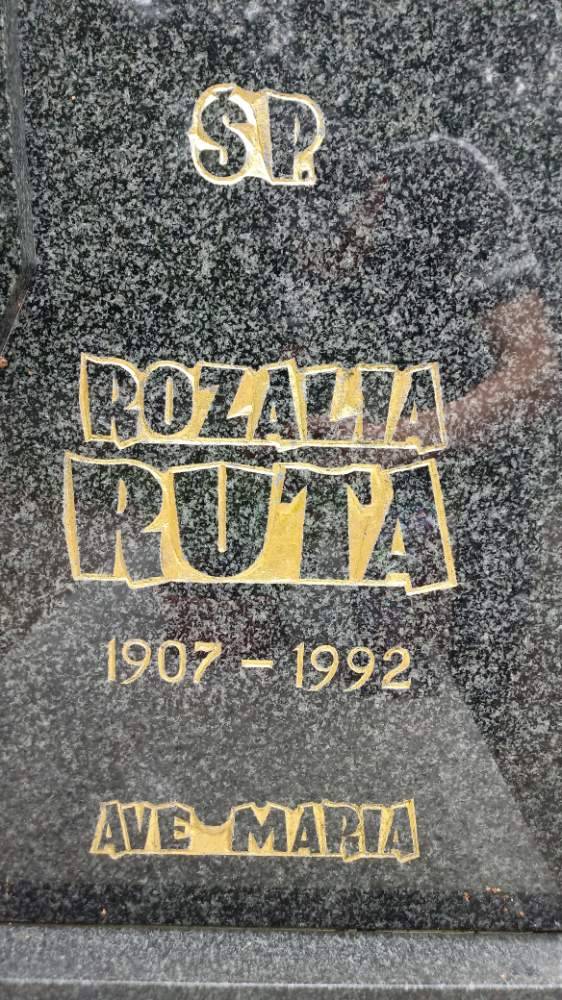 Ś.P.
ROZALIA
RUTA
1907 - 1992
AVE MARIA